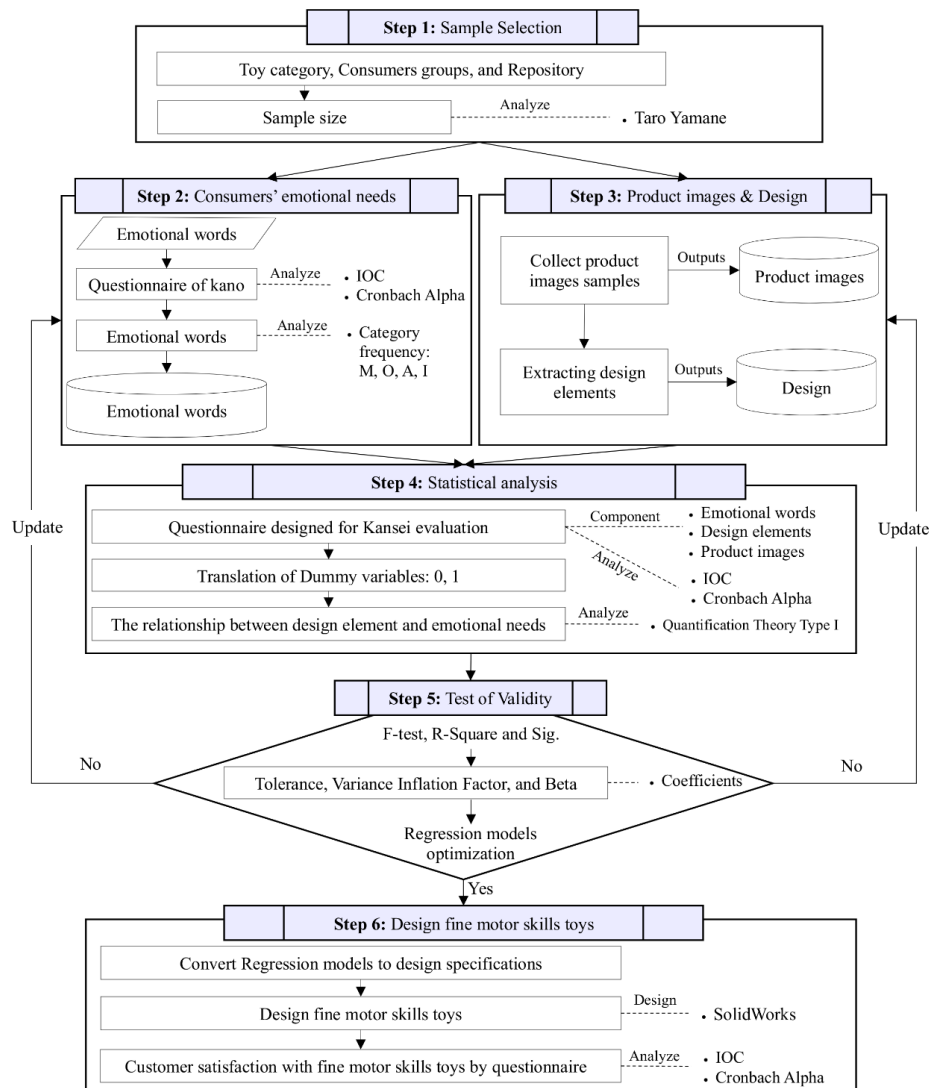 Step 1: Sample Selection
Toy category, Consumers groups, and Repository
Sample size
Analyze
• Taro Yamane
Step 2: Consumers’ emotional needs
Emotional words
Questionnaire of kano
Analyze
• IOC
• Cronbach Alpha
Emotional words
Analyze
• Category
frequency:
M, O, A, I
Emotional words
Step 3: Product images & Design
Collect product
images samples
Outputs
Product images
Extracting design
elements
Outputs
Design
Update
Update
Step 4: Statistical analysis
Questionnaire designed for Kansei evaluation
Component
• Emotional words
• Design elements
• Product images
Analyze
• IOC
• Cronbach Alpha
Translation of Dummy variables: 0, 1
The relationship between design element and emotional needs
Analyze
• Quantification Theory Type I
Step 5: Test of Validity
F-test, R-Square and Sig.
No
No
Tolerance, Variance Inflation Factor, and Beta
• Coefficients
Regression models
optimization
Yes
Step 6: Design fine motor skills toys
Convert Regression models to design specifications
Design fine motor skills toys
Design
• SolidWorks
Customer satisfaction with fine motor skills toys by questionnaire
Analyze
• IOC
• Cronbach Alpha